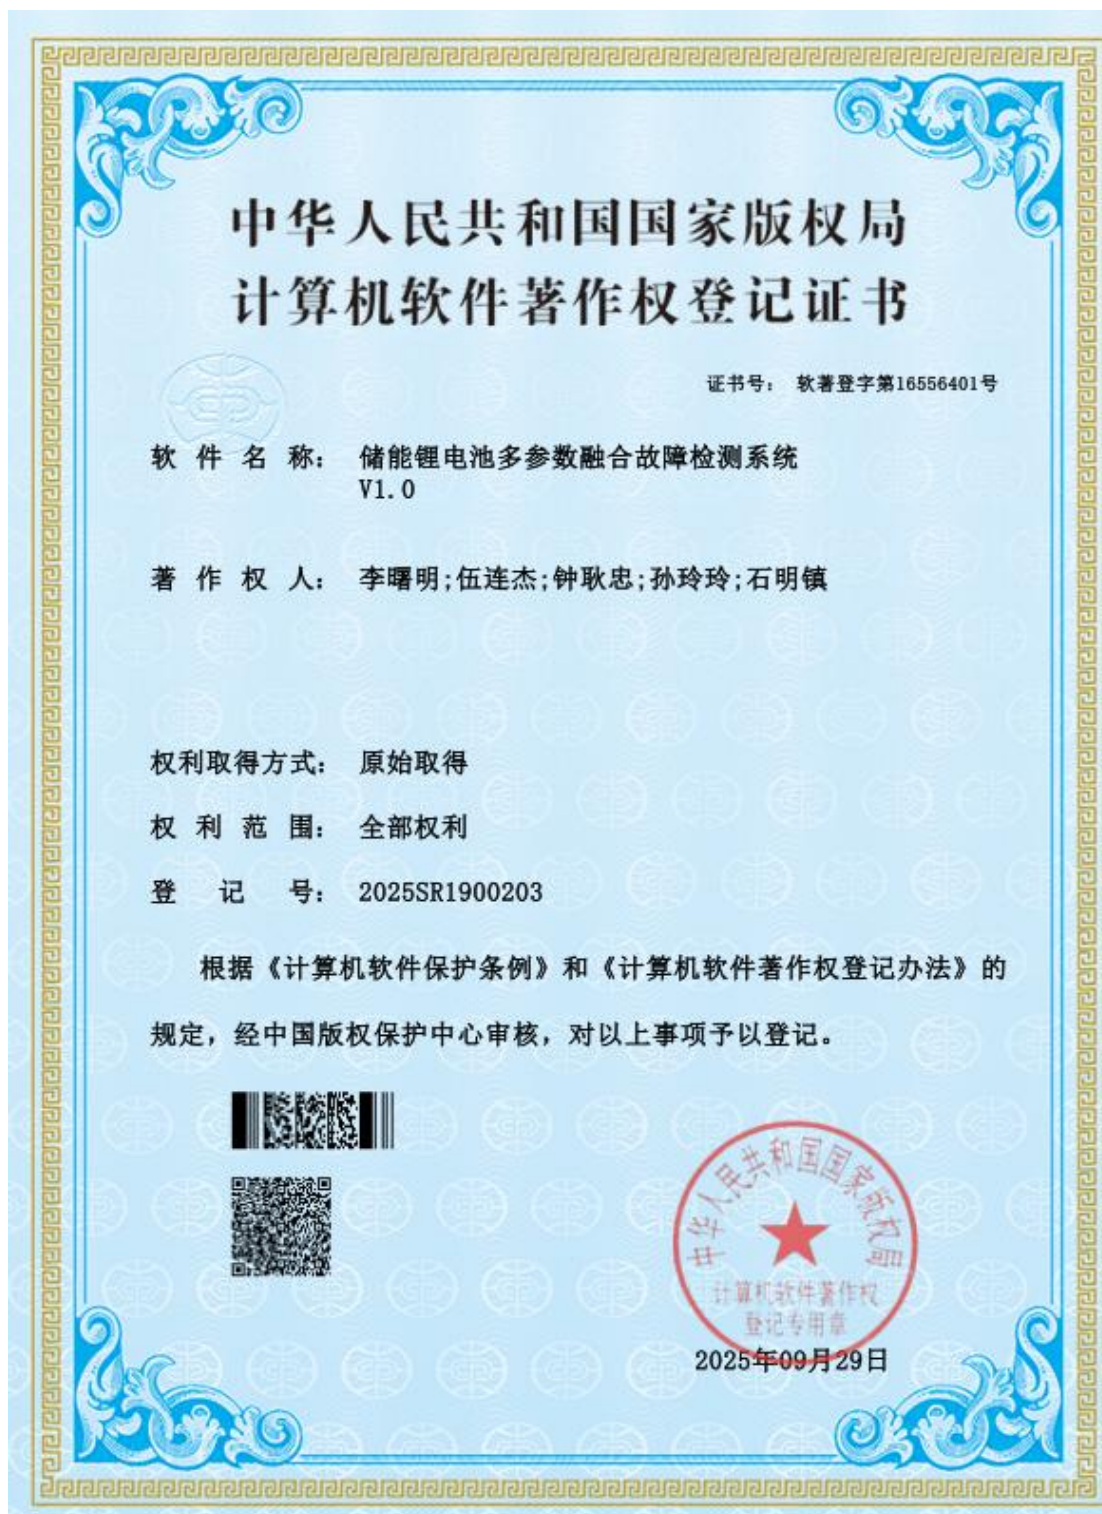 中华人民共和国国家版权局
计算机软件著作权登记证书
证书号： 软著登字第16556401号
软件名称： 储能锂电池多参数融合故障检测系统
V1.0
著作权人： 李曙明;伍连杰;钟耿忠;孙玲玲;石明镇
权利取得方式： 原始取得
权利范围： 全部权利
登记号： 2025SR1900203
根据《计算机软件保护条例》和《计算机软件著作权登记办法》的
规定，经中国版权保护中心审核，对以上事项予以登记。
中华人民共和国国家版权局
计算机软件著作权
登记专用章
2025年09月29日